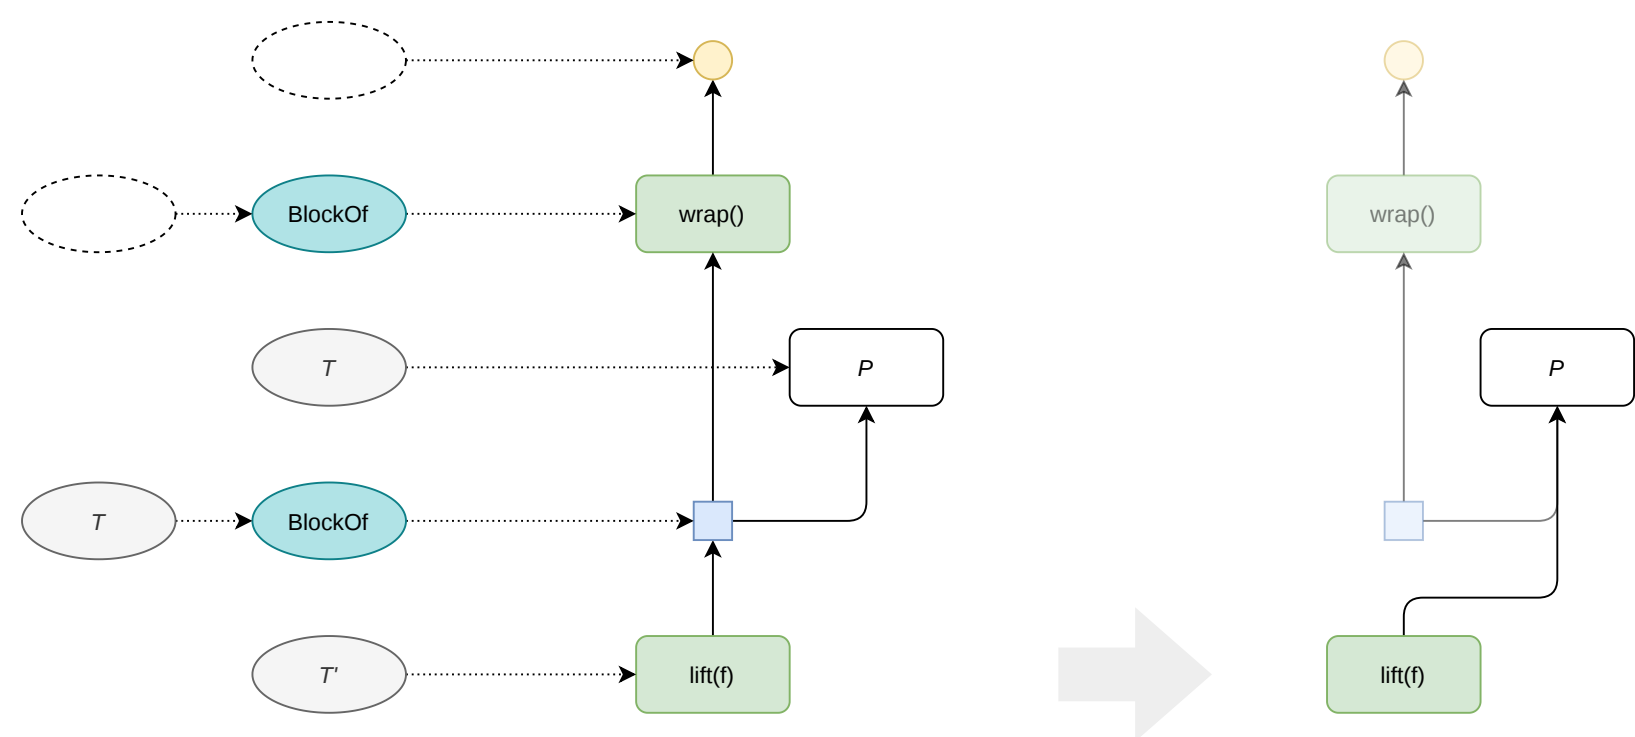 BlockOf
wrap()
wrap()
T
P
P
T
BlockOf
T'
lift(f)
lift(f)